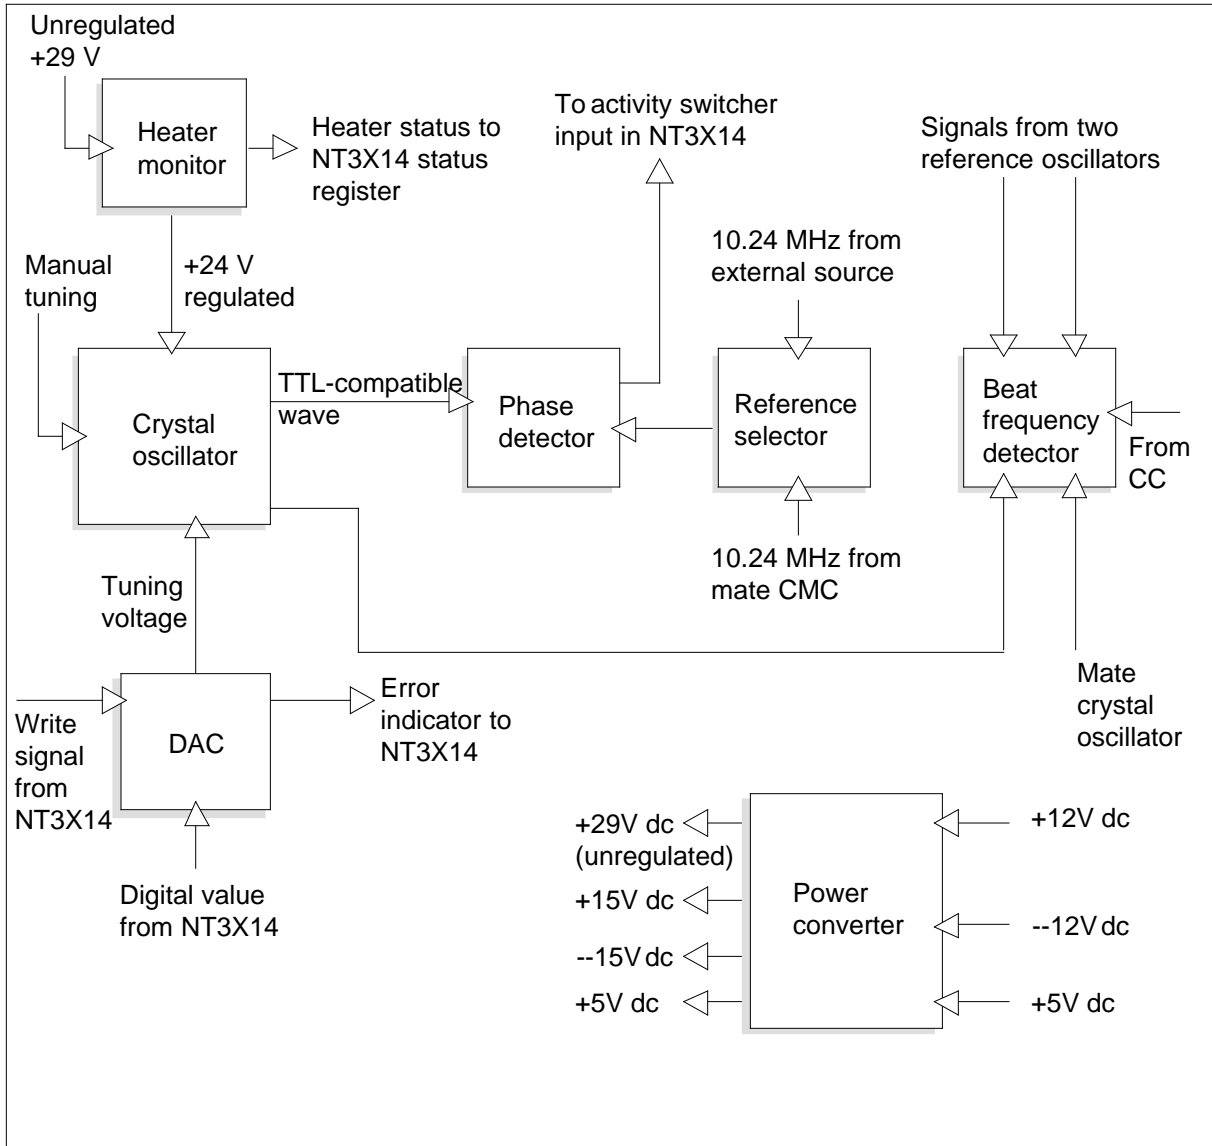 Unregulated
+29 V
Heater
monitor
Heater status to
NT3X14 status
register
To activity switcher
input in NT3X14
Signals from two
reference oscillators
Manual
tuning
+24 V
regulated
10.24 MHz from
external source
Crystal
oscillator
TTL-compatible
wave
Phase
detector
Reference
selector
Beat
frequency
detector
From
CC
10.24 MHz from
mate CMC
Tuning
voltage
Mate
crystal
oscillator
Write
signal
from
NT3X14
DAC
Error
indicator to
NT3X14
Digital value
from NT3X14
+29V dc
(unregulated)
+15V dc
--15V dc
+5V dc
Power
converter
+12V dc
--12V dc
+5V dc